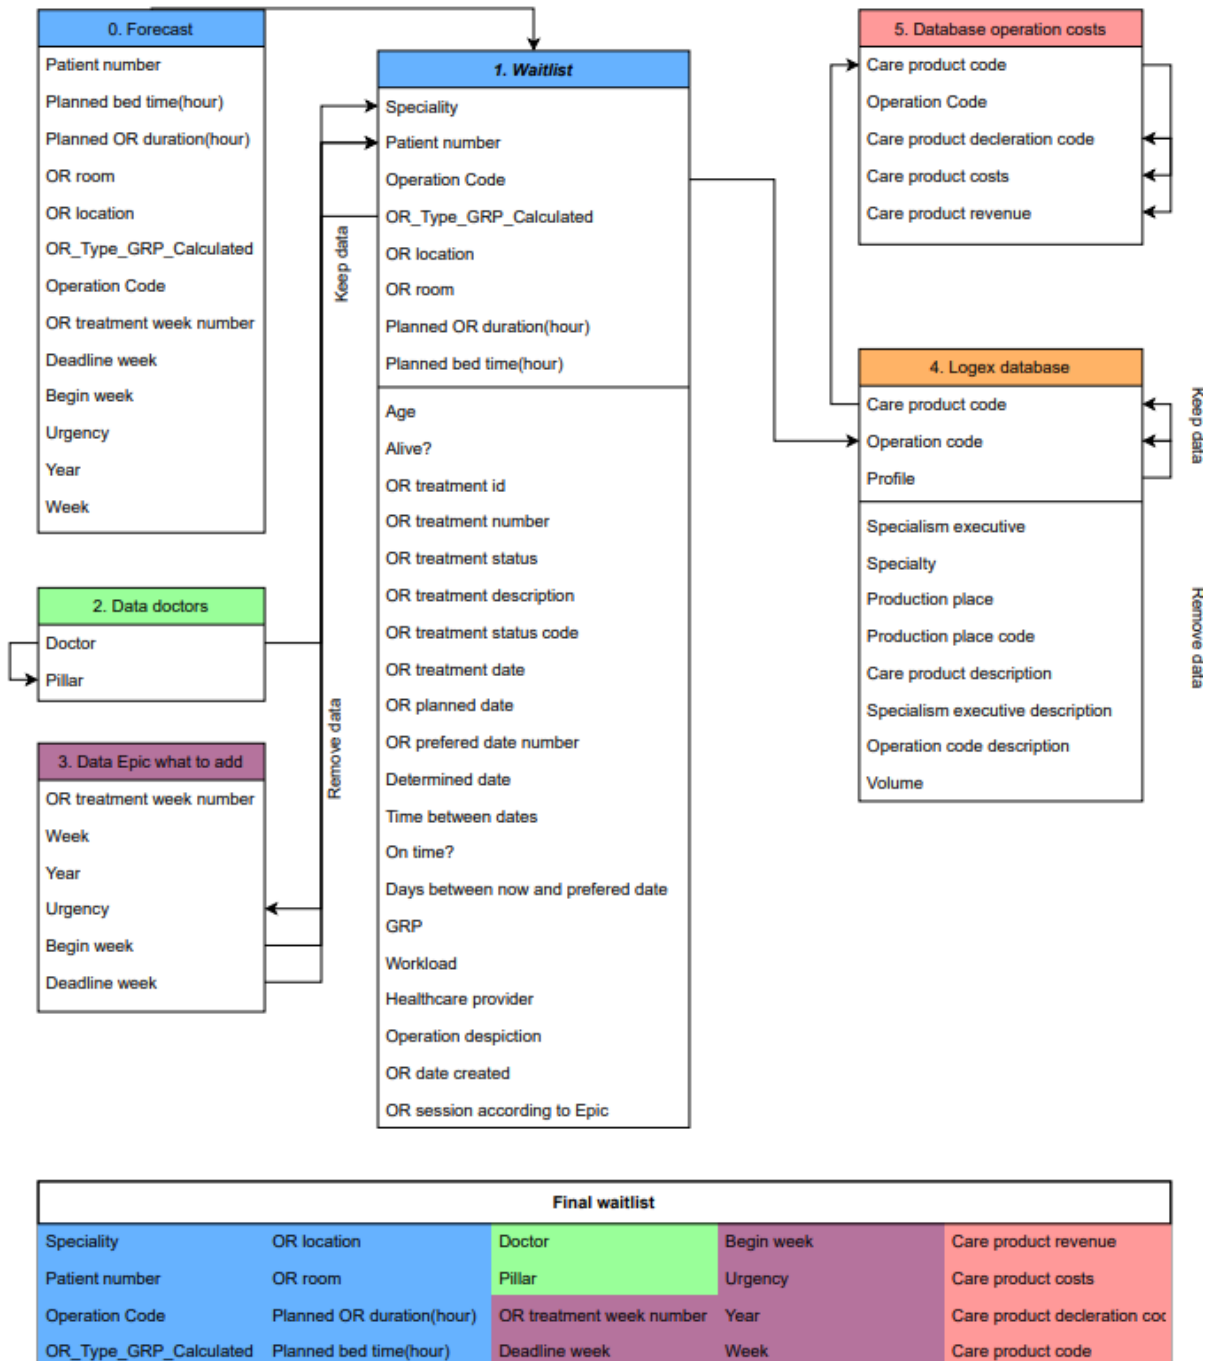 0. Forecast
Patient number
Planned bed time(hour)
Planned OR duration(hour)
OR room
OR location
OR_Type_GRP_Calculated
Operation Code
OR treatment week number
Deadline week
Begin week
Urgency
Year
Week
2. Data doctors
Doctor
Pillar
3. Data Epic what to add
OR treatment week number
Week
Year
Urgency
Begin week
Deadline week
Keep data
Remove data
1. Waitlist
Speciality
Patient number
Operation Code
OR_Type_GRP_Calculated
OR location
OR room
Planned OR duration(hour)
Planned bed time(hour)
Age
Alive?
OR treatment id
OR treatment number
OR treatment status
OR treatment description
OR treatment status code
OR treatment date
OR planned date
OR prefered date number
Determined date
Time between dates
On time?
Days between now and prefered date
GRP
Workload
Healthcare provider
Operation despiction
OR date created
OR session according to Epic
5. Database operation costs
Care product code
Operation Code
Care product decleration code
Care product costs
Care product revenue
4. Logex database
Care product code
Operation code
Profile
Specialism executive
Specialty
Production place
Production place code
Care product description
Specialism executive description
Operation code description
Volume
Keep data
Remove data
Final waitlist
Speciality OR location Doctor Begin week Care product revenue
Patient number OR room Pillar Urgency Care product costs
Operation Code Planned OR duration(hour) OR treatment week number Year Care product decleration coc
OR_Type_GRP_Calculated Planned bed time(hour) Deadline week Week Care product code